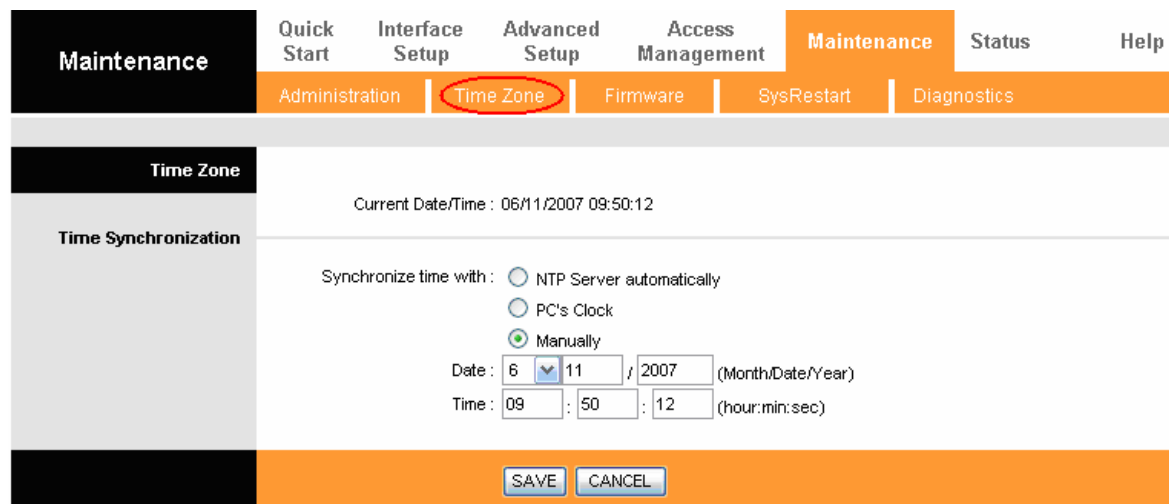 Maintenance
Quick Start
Interface Setup
Advanced Setup
Access Management
Maintenance
Status
Help
Administration
Time Zone
Firmware
SysRestart
Diagnostics
Time Zone
Current Date/Time : 06/11/2007 09:50:12
Time Synchronization
Synchronize time with : NTP Server automatically
PC's Clock
Manually
Date : 6 11 / 2007 (Month/Date/Year)
Time : 09 : 50 : 12 (hour:min:sec)
SAVE CANCEL